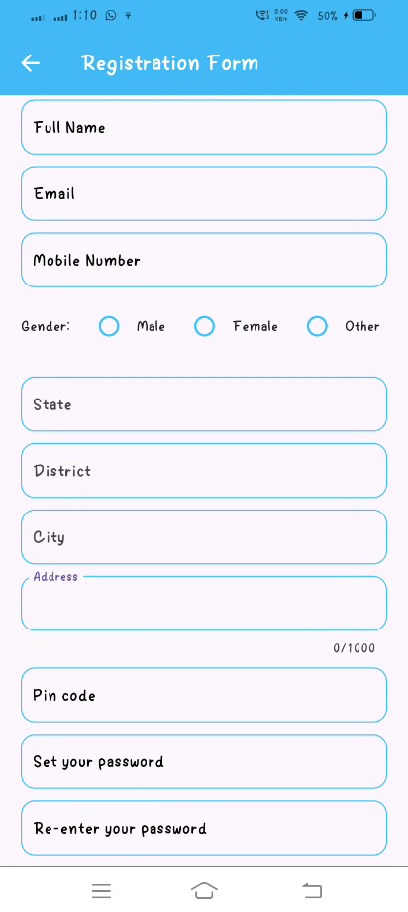 1:10 0.00 KB/s 50%
Registration Form
Full Name
Email
Mobile Number
Gender: Male Female Other
State
District
City
Address
0/1000
Pin code
Set your password
Re-enter your password